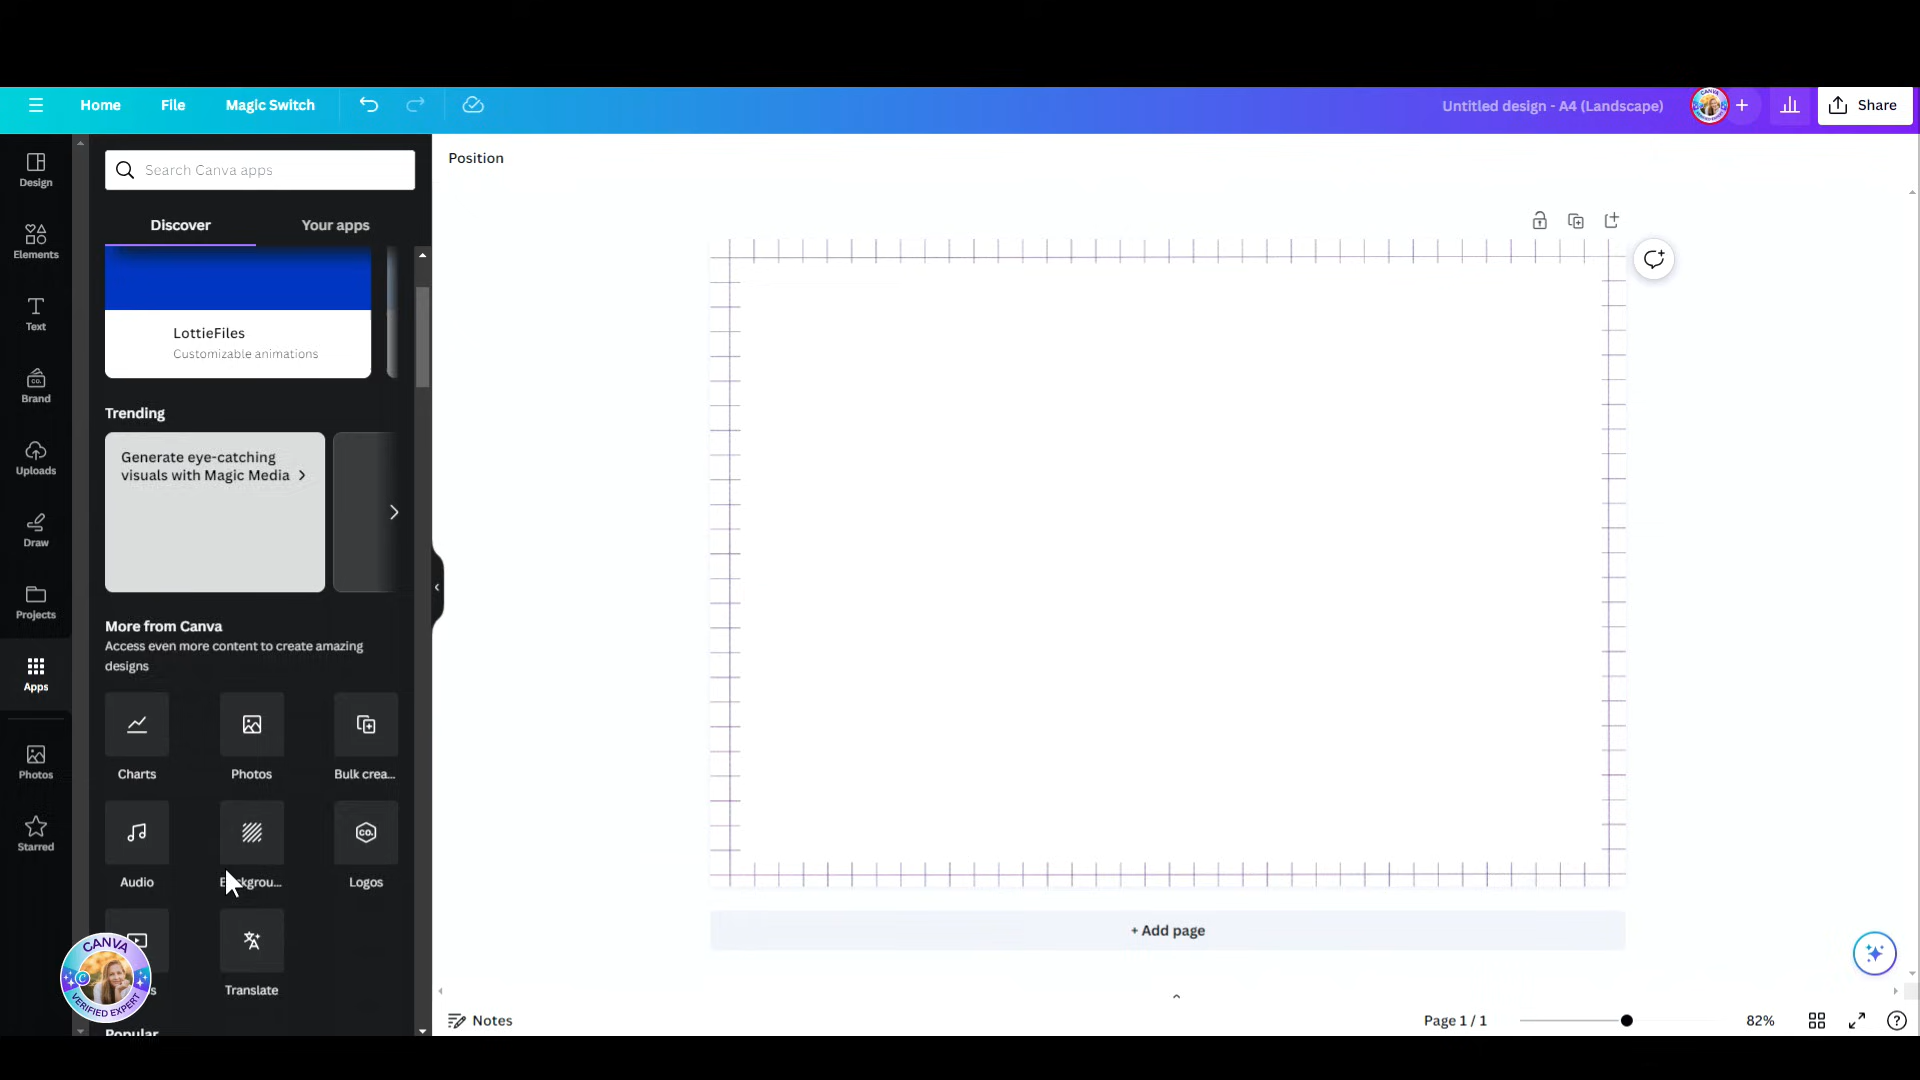 Home
File
Magic Switch
Untitled design - A4 (Landscape)
Share
Design
Elements
Text
Brand
Uploads
Draw
Projects
Apps
Photos
Starred
Search Canva apps
Discover
Your apps
LottieFiles
Customizable animations
Trending
Generate eye-catching
visuals with Magic Media
More from Canva
Access even more content to create amazing
designs
Charts
Photos
Bulk crea...
Audio
Logos
Translate
Popular
CANVA
VERIFIED EXPERT
Position
+ Add page
Notes
Page 1 / 1
82%